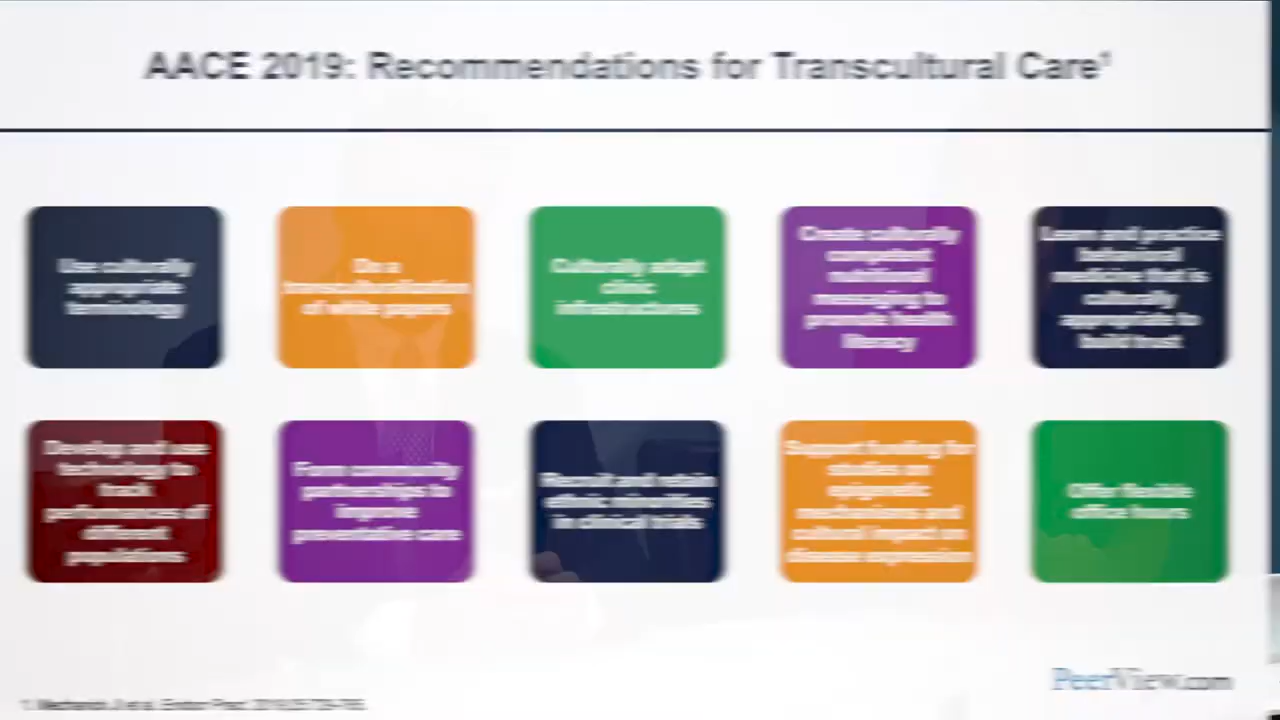 AACE 2019: Recommendations for Transcultural Care¹
Use culturally
appropriate
terminology
Do a
transculturalization
of white papers
Culturally adapt
clinic
infrastructures
Create culturally
competent
nutritional
messaging to
promote health
literacy
Learn and practice
behavioral
medicine that is
culturally
appropriate to
build trust
Develop and use
technology to
track
performances of
different
populations
Form community
partnerships to
improve
preventable care
Recruit and retain
ethnic minorities
in clinical trials
Support funding for
studies on
epigenetic
mechanisms and
cultural impact on
disease expression
Offer flexible
office hours
PeerView.com